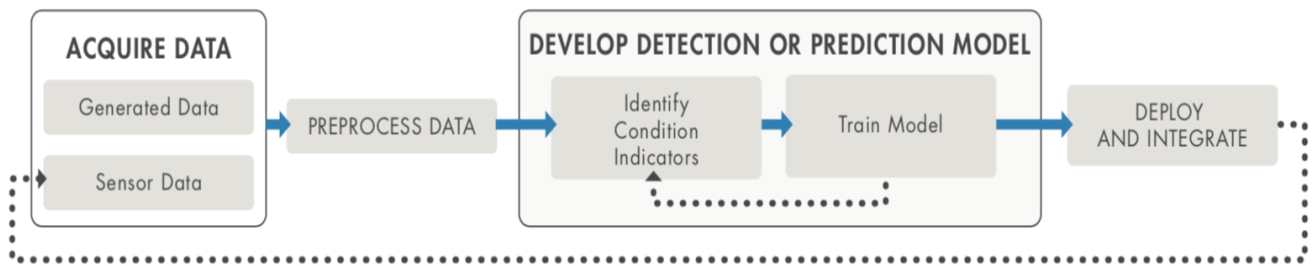 ACQUIRE DATA
Generated Data
Sensor Data
PREPROCESS DATA
DEVELOP DETECTION OR PREDICTION MODEL
Identify
Condition
Indicators
Train Model
DEPLOY
AND INTEGRATE